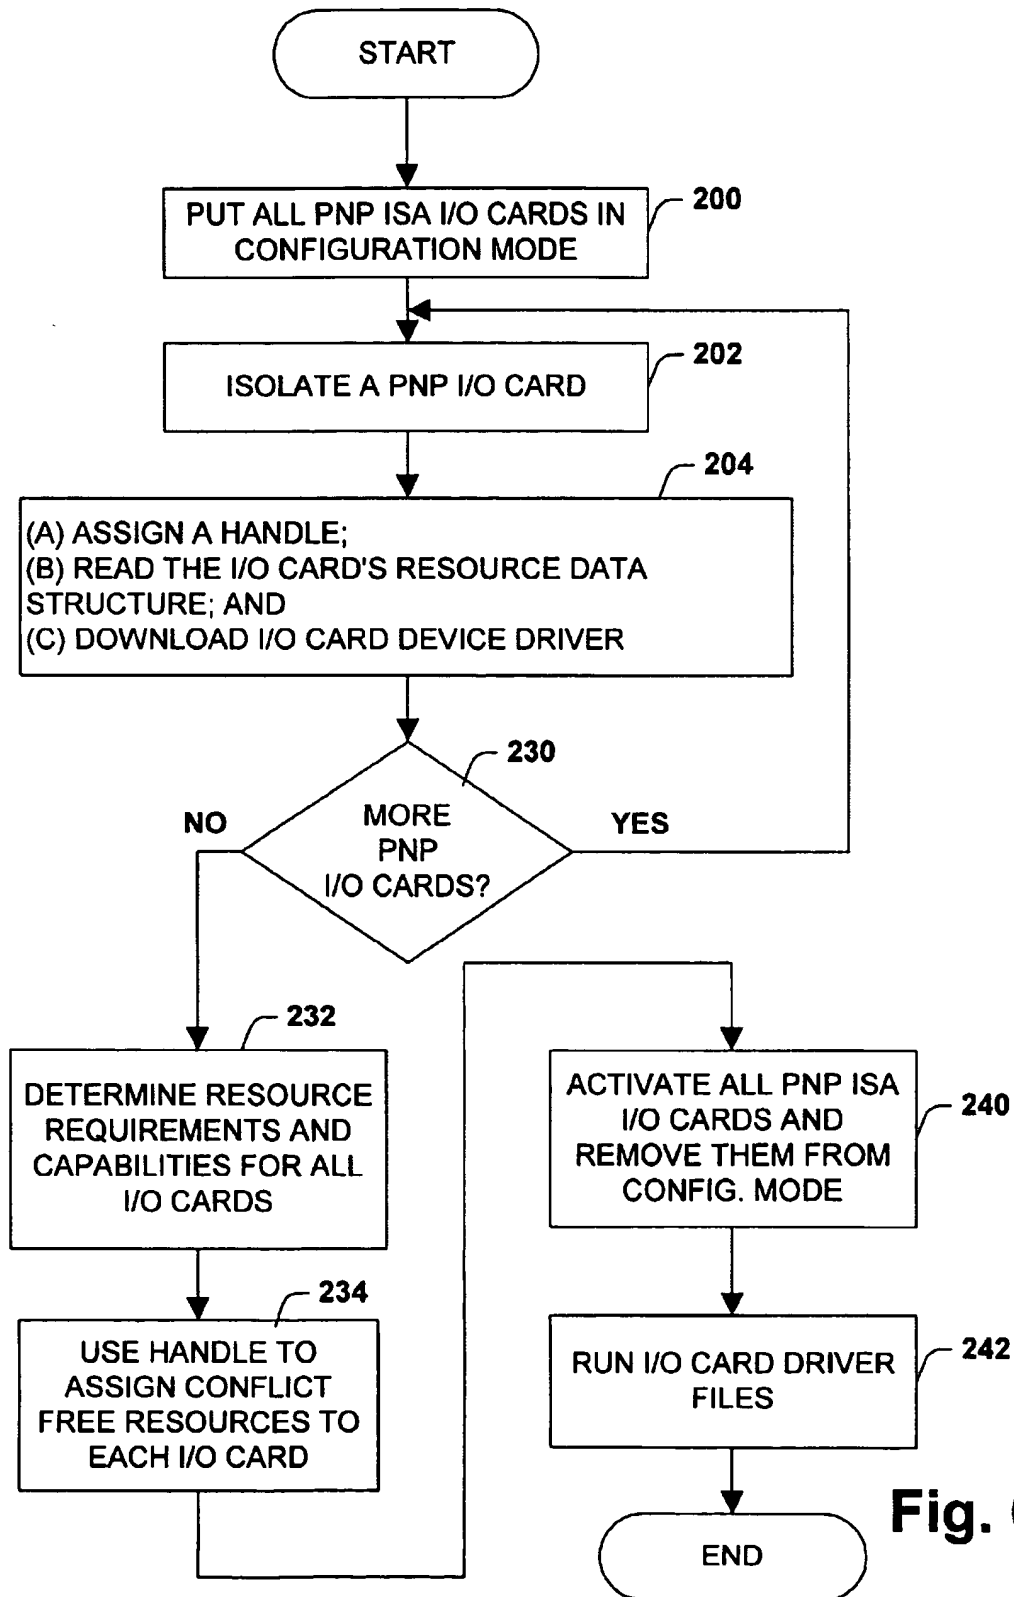 START
PUT ALL PNP ISA I/O CARDS IN
CONFIGURATION MODE
200
ISOLATE A PNP I/O CARD
202
204
(A) ASSIGN A HANDLE;
(B) READ THE I/O CARD'S RESOURCE DATA
STRUCTURE; AND
(C) DOWNLOAD I/O CARD DEVICE DRIVER
230
MORE
PNP
I/O CARDS?
NO
YES
232
DETERMINE RESOURCE
REQUIREMENTS AND
CAPABILITIES FOR ALL
I/O CARDS
234
USE HANDLE TO
ASSIGN CONFLICT
FREE RESOURCES TO
EACH I/O CARD
ACTIVATE ALL PNP ISA
I/O CARDS AND
REMOVE THEM FROM
CONFIG. MODE
240
RUN I/O CARD DRIVER
FILES
242
END
Fig.